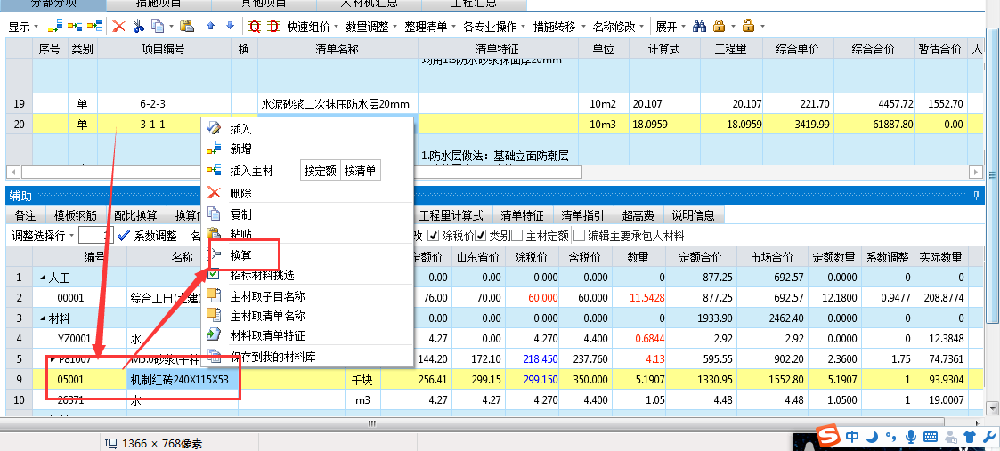 分部分项 措施项目 其他项目 人材机汇总 工程汇总
显示 快速组价 数量调整 整理清单 各专业操作 措施转移 名称修改 展开
序号 类别 项目编号 换 清单名称 清单特征 单位 计算式 工程量 综合单价 综合合价 暂估合价 人
均用1:3防水砂浆抹面厚20mm
19 单 6-2-3 水泥砂浆二次抹压防水层20mm 10m2 20.107 20.107 221.70 4457.72 1552.70
20 单 3-1-1 10m3 18.0959 18.0959 3419.99 61887.80 0.00
1.防水层做法：基础立面防潮层
插入
新增
插入主材 按定额 按清单
删除
复制
粘贴
换算
招标材料挑选
主材取子目名称
主材取清单名称
材料取清单特征
保存到我的材料库
辅助
备注 模板钢筋 配比换算 工程量计算式 清单特征 清单指引 超高费 说明信息
调整选择行 1 系数调整 名 改 除税价 类别 主材定额 编辑主要承包人材料
编号 名称 定额价 山东省价 除税价 含税价 数量 定额合价 市场合价 定额数量 系数调整 实际数量
1 人工 0.00 0.00 0.000 0.000 0 877.25 692.57 0.0000 0 0
2 00001 综合工日(土建) 76.00 70.00 60.000 60.000 11.5428 877.25 692.57 12.1800 0.9477 208.8774
3 材料 0.00 0.00 0.000 0.000 0 1933.90 2462.40 0.0000 0 0
4 YZ0001 水 4.27 0.00 4.270 4.400 0.6844 2.92 2.92 0.0000 0 12.3848
5 P81007 M5.0砂浆(干拌 144.20 172.10 218.450 237.760 4.13 595.55 902.20 2.3600 1.75 74.7361
9 05001 机制红砖240X115X53 千块 256.41 299.15 299.150 350.000 5.1907 1330.95 1552.80 5.1907 1 93.9304
10 26371 水 m3 4.27 4.27 4.270 4.400 1.05 4.48 4.48 1.0500 1 19.0007
1366 × 768像素
S 中